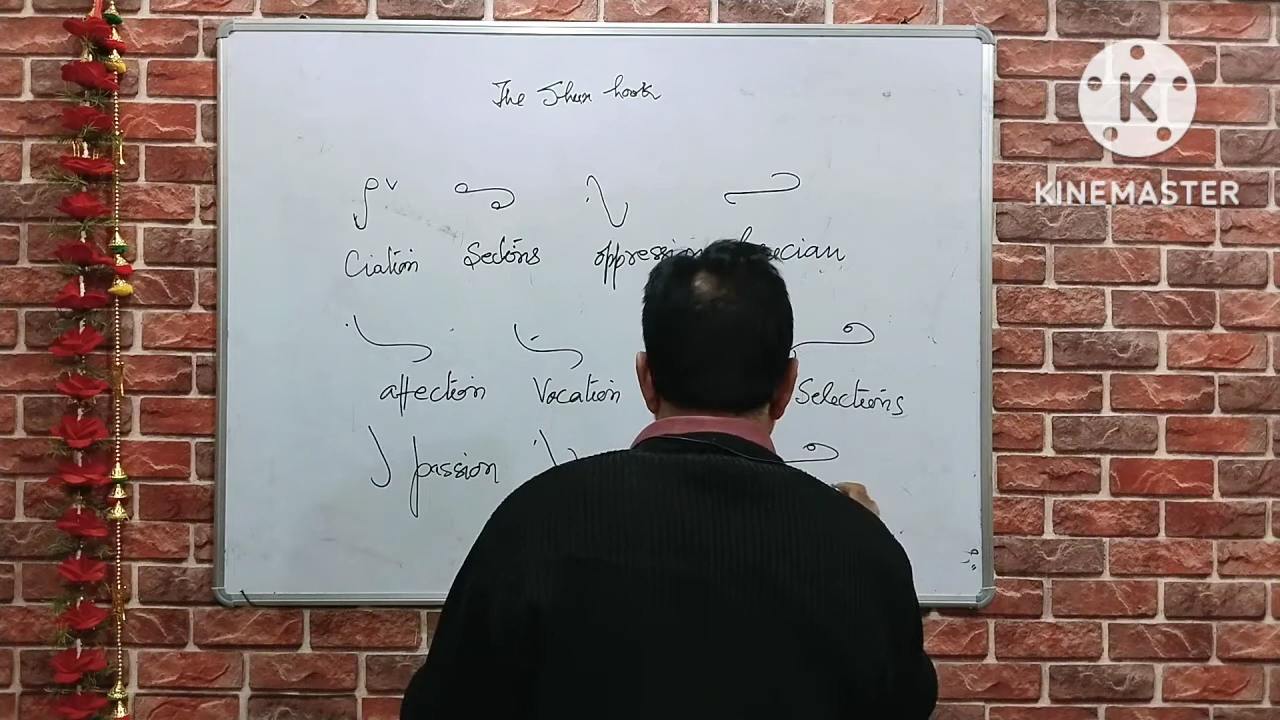 The Shun hook
K
KINEMASTER
Ciation Sections oppression
affection Vocation Selections
passion